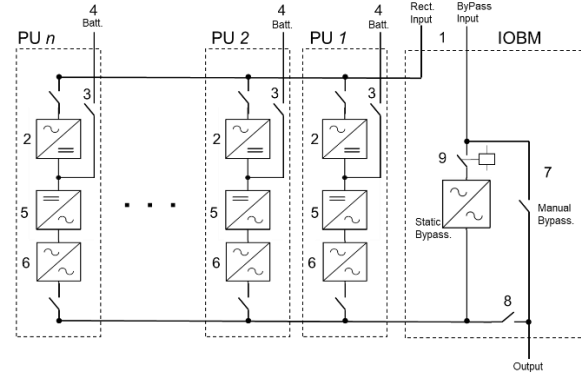 4
Batt.
4
Batt.
4
Batt.
Rect.
Input
ByPass
Input
PU n
PU 2
PU 1
1
IOBM
3
3
3
2
2
2
9
7
5
5
5
Manual
Bypass.
Static
Bypass.
6
6
6
8
Output